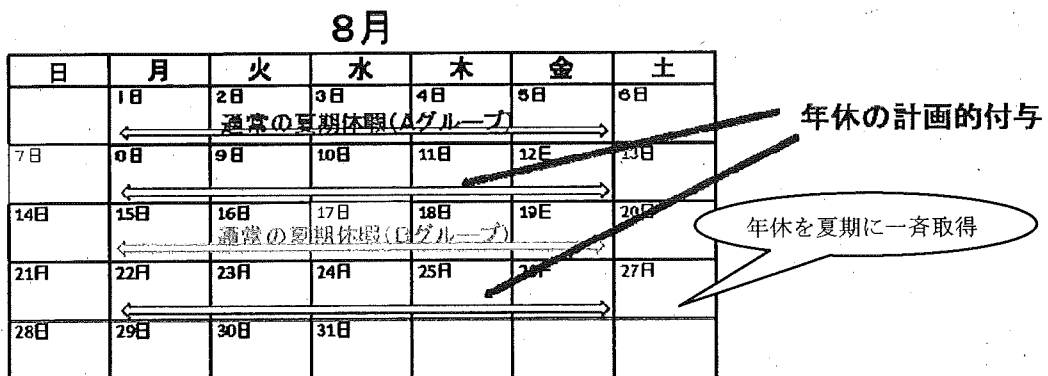 8月
日 月 火 水 木 金 土
1日 2日 3日 4日 5日 6日
通常の夏期休暇(Aグループ)
年休の計画的付与
7日 8日 9日 10日 11日 12日 13日
14日 15日 16日 17日 18日 19日 20日
通常の夏期休暇(Bグループ)
年休を夏期に一斉取得
21日 22日 23日 24日 25日 26日 27日
28日 29日 30日 31日